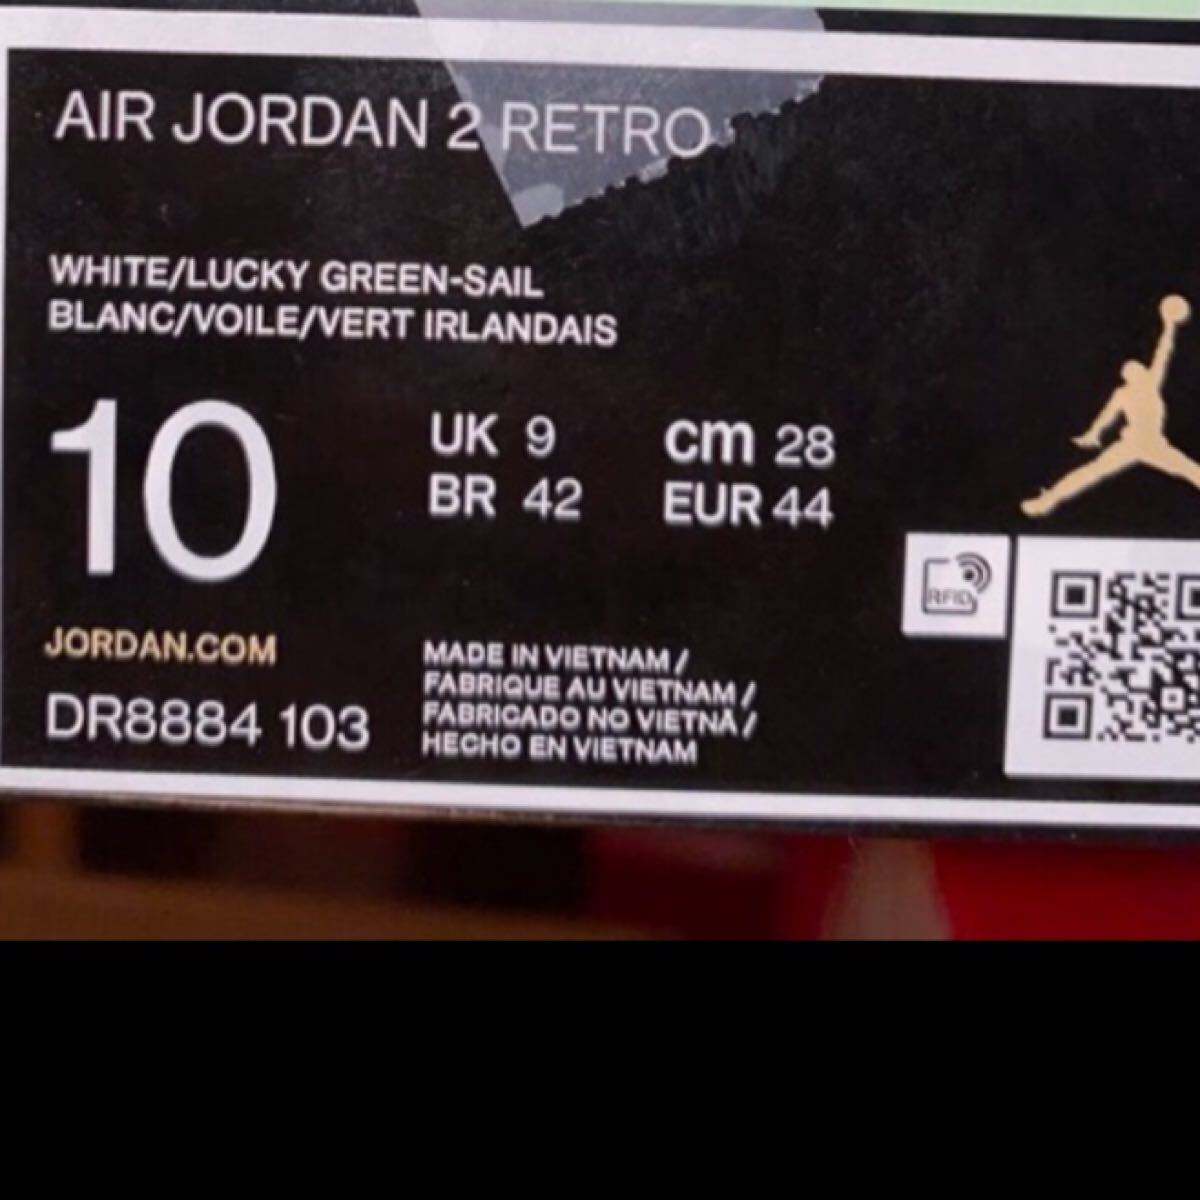 AIR JORDAN 2 RETRO
WHITE/LUCKY GREEN-SAIL
BLANC/VOILE/VERT IRLANDAIS
10
UK 9 cm 28
BR 42 EUR 44
RFID
JORDAN.COM
DR8884 103
MADE IN VIETNAM /
FABRIQUE AU VIETNAM /
FABRICADO NO VIETNÃ /
HECHO EN VIETNAM